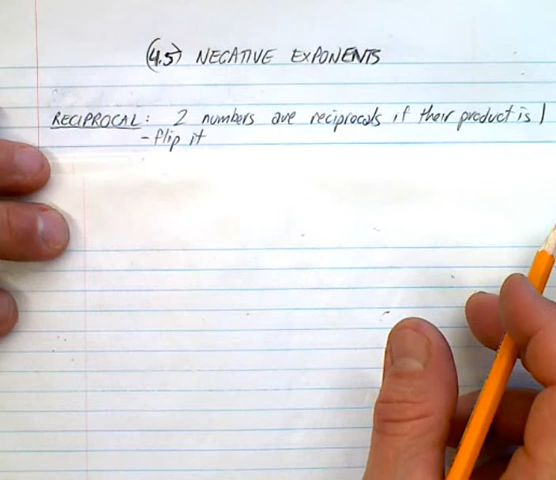 (4.5) NEGATIVE EXPONENTS
RECIPROCAL: 2 numbers are reciprocals if their product is 1
- flip it